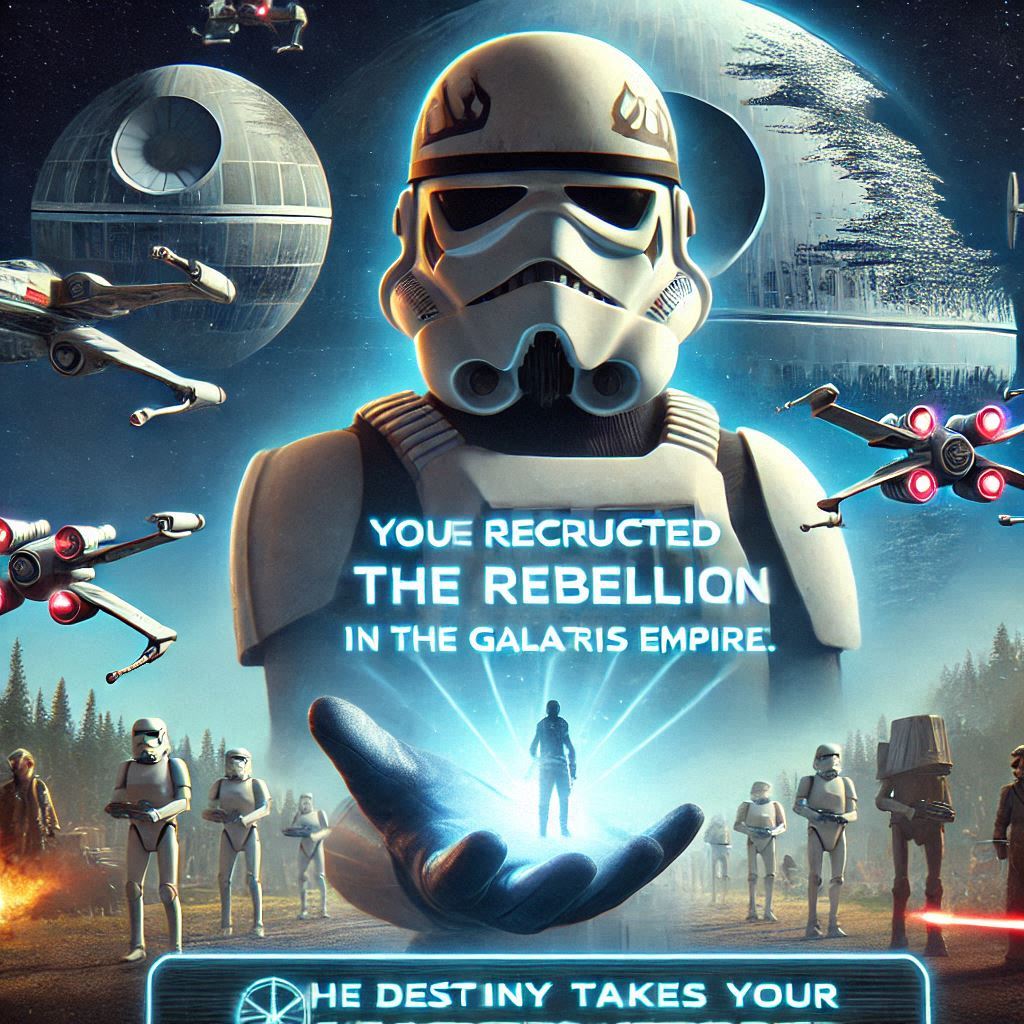 YOUE RECRUCTED
THE REBELLION
IN THE GALATRIS EMPIRE.
HE DESTINY TAKES YOUR